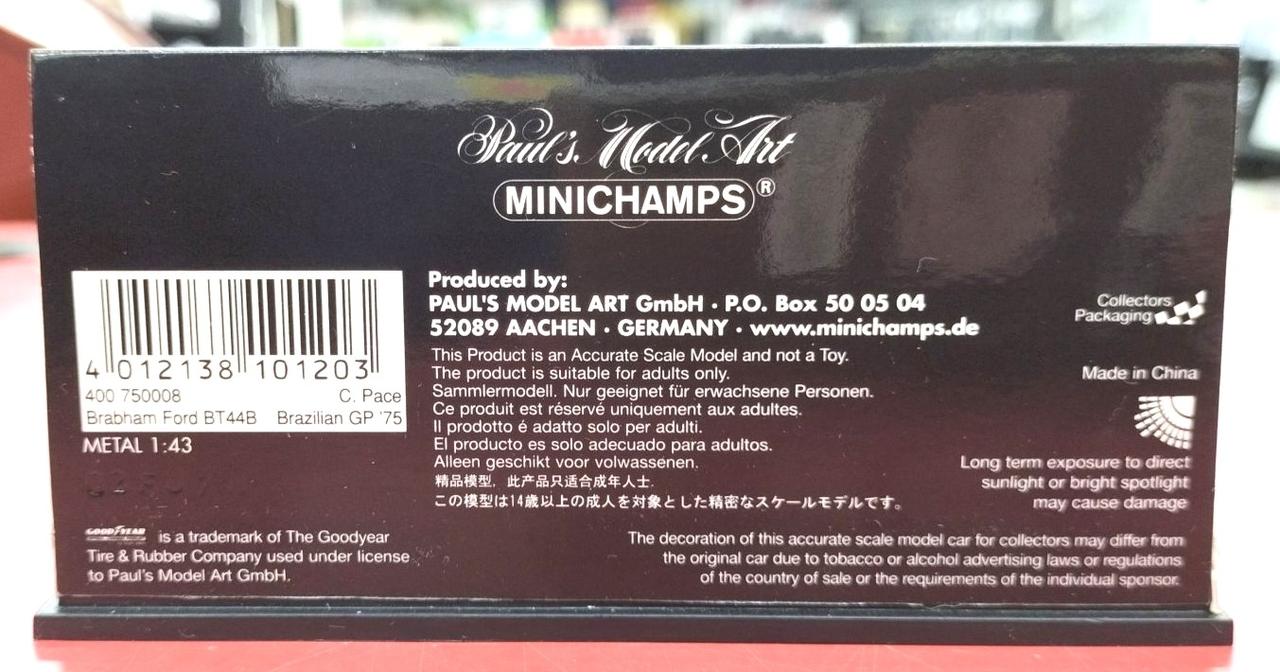 Paul's Model Art
MINICHAMPS®
4 012138 101203
400 750008 C. Pace
Brabham Ford BT44B Brazilian GP '75
METAL 1:43
Produced by:
PAUL'S MODEL ART GmbH · P.O. Box 50 05 04
52089 AACHEN · GERMANY · www.minichamps.de
This Product is an Accurate Scale Model and not a Toy.
The product is suitable for adults only.
Sammlermodell. Nur geeignet für erwachsene Personen.
Ce produit est réservé uniquement aux adultes.
Il prodotto é adatto solo per adulti.
El producto es solo adecuado para adultos.
Alleen geschikt voor volwassenen.
精品模型，此产品只适合成年人士.
この模型は14歳以上の成人を対象とした精密なスケールモデルです。
Collectors
Packaging
Made in China
Long term exposure to direct
sunlight or bright spotlight
may cause damage
GOODYEAR is a trademark of The Goodyear
Tire & Rubber Company used under license
to Paul's Model Art GmbH.
The decoration of this accurate scale model car for collectors may differ from
the original car due to tobacco or alcohol advertising laws or regulations
of the country of sale or the requirements of the individual sponsor.